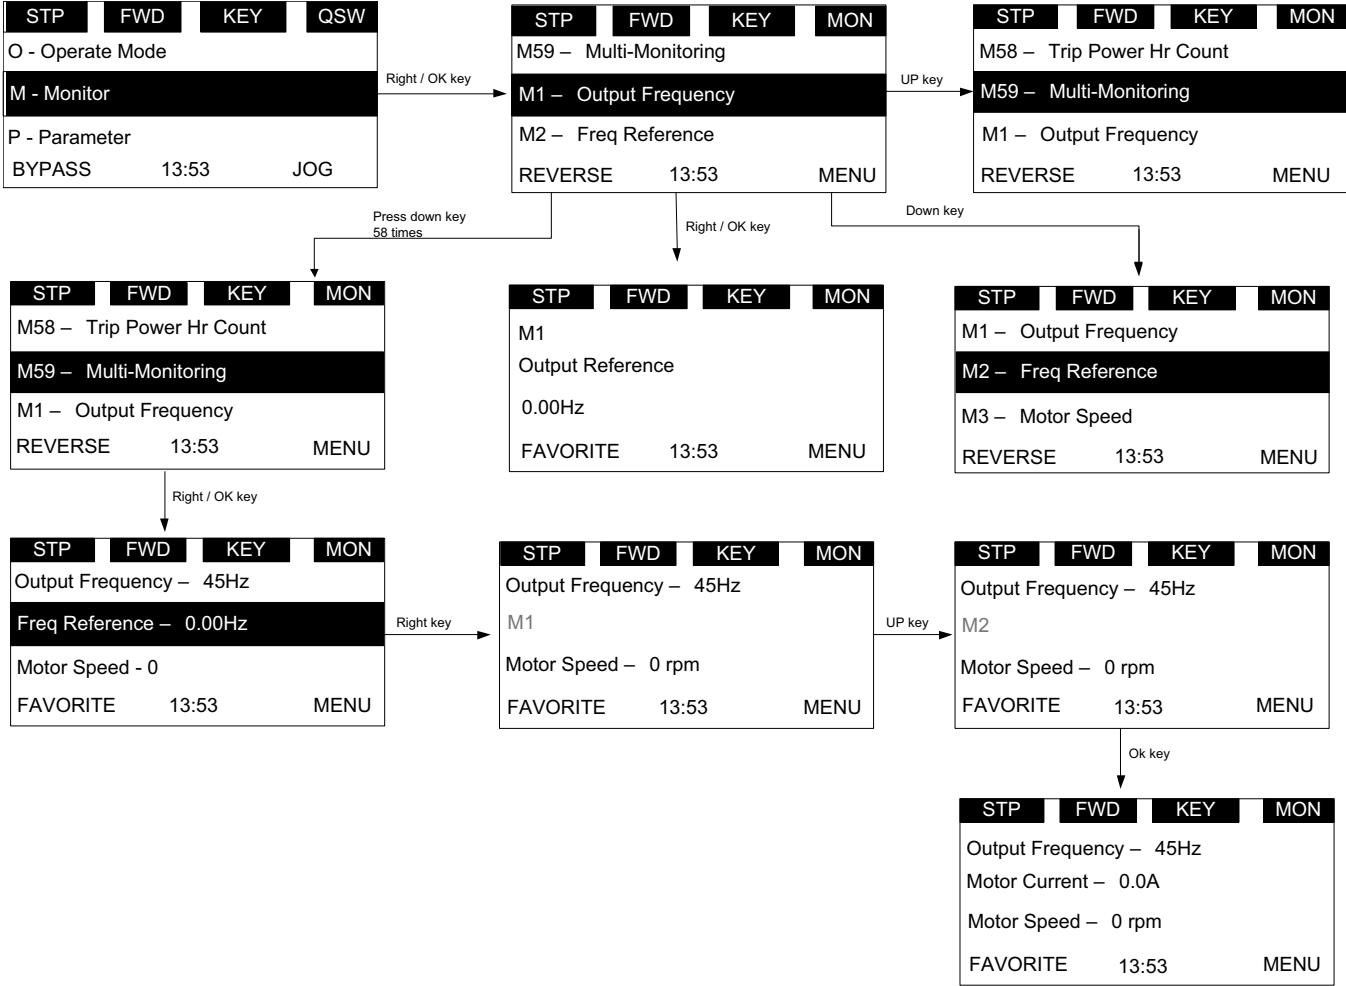 STP FWD KEY QSW
O - Operate Mode
M - Monitor
P - Parameter
BYPASS 13:53 JOG
Right / OK key
STP FWD KEY MON
M59 – Multi-Monitoring
M1 – Output Frequency
M2 – Freq Reference
REVERSE 13:53 MENU
UP key
STP FWD KEY MON
M58 – Trip Power Hr Count
M59 – Multi-Monitoring
M1 – Output Frequency
REVERSE 13:53 MENU
Press down key
58 times
Right / OK key
Down key
STP FWD KEY MON
M58 – Trip Power Hr Count
M59 – Multi-Monitoring
M1 – Output Frequency
REVERSE 13:53 MENU
STP FWD KEY MON
M1
Output Reference
0.00Hz
FAVORITE 13:53 MENU
STP FWD KEY MON
M1 – Output Frequency
M2 – Freq Reference
M3 – Motor Speed
REVERSE 13:53 MENU
Right / OK key
STP FWD KEY MON
Output Frequency – 45Hz
Freq Reference – 0.00Hz
Motor Speed - 0
FAVORITE 13:53 MENU
Right key
STP FWD KEY MON
Output Frequency – 45Hz
M1
Motor Speed – 0 rpm
FAVORITE 13:53 MENU
UP key
STP FWD KEY MON
Output Frequency – 45Hz
M2
Motor Speed – 0 rpm
FAVORITE 13:53 MENU
Ok key
STP FWD KEY MON
Output Frequency – 45Hz
Motor Current – 0.0A
Motor Speed – 0 rpm
FAVORITE 13:53 MENU